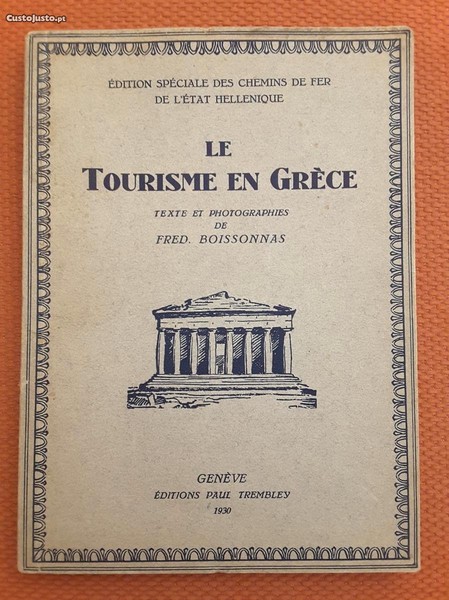 CustoJusto.pt
ÉDITION SPÉCIALE DES CHEMINS DE FER
DE L'ÉTAT HELLENIQUE
LE
TOURISME EN GRÈCE
TEXTE ET PHOTOGRAPHIES
DE
FRED. BOISSONNAS
GENÈVE
ÉDITIONS PAUL TREMBLEY
1930